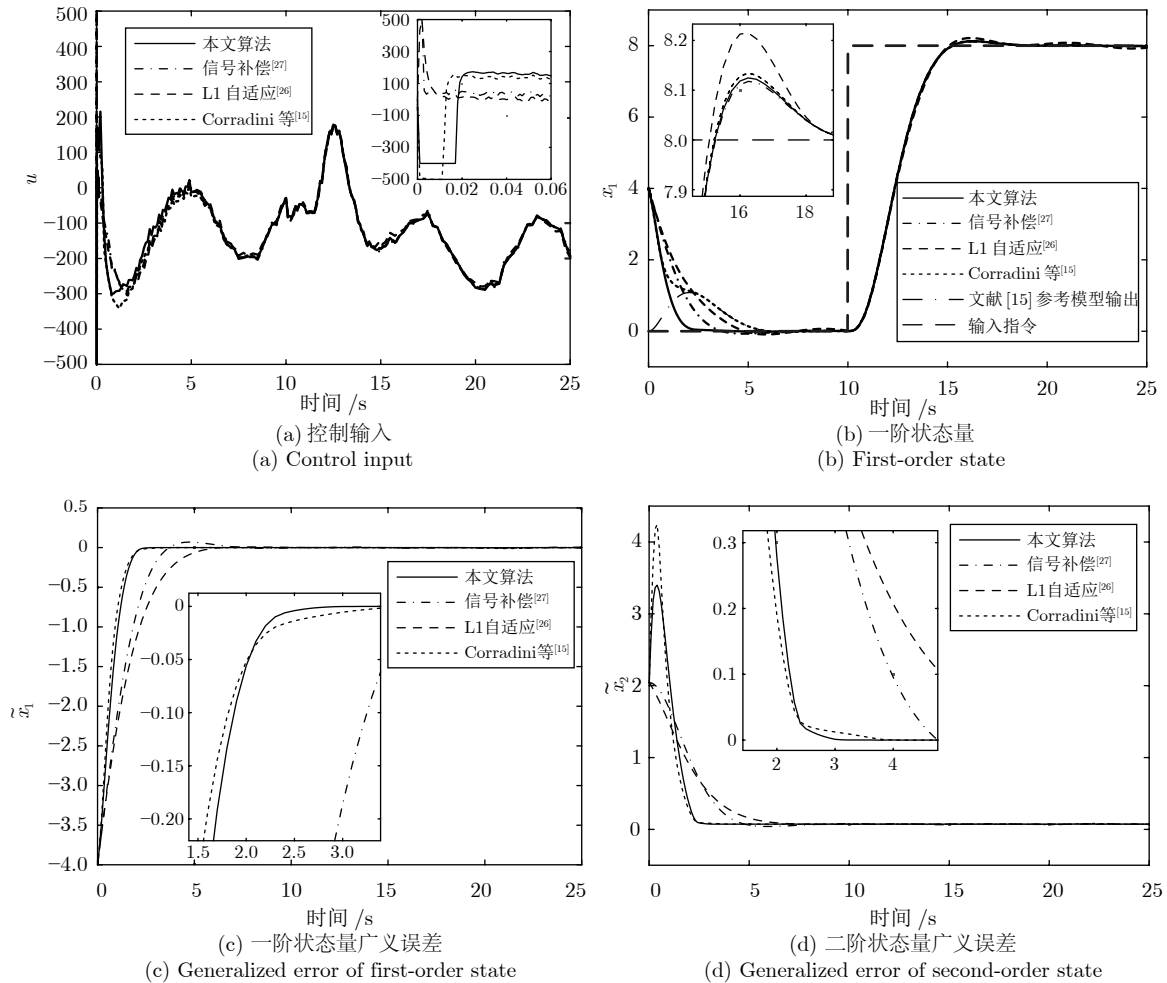 500
400
300
200
100
0
−100
−200
−300
−400
−500
u
本文算法
信号补偿[27]
L1 自适应[26]
Corradini 等[15]
500
300
100
−100
−300
−500
0
0.02
0.04
0.06
0
5
10
15
20
25
时间 /s
(a) 控制输入
(a) Control input
8
6
4
2
0
x1
8.2
8.1
8.0
7.9
16
18
本文算法
信号补偿[27]
L1 自适应[26]
Corradini 等[15]
文献 [15] 参考模型输出
输入指令
0
5
10
15
20
25
时间 /s
(b) 一阶状态量
(b) First-order state
0.5
0
−0.5
−1.0
−1.5
−2.0
−2.5
−3.0
−3.5
−4.0
x̃1
本文算法
信号补偿[27]
L1自适应[26]
Corradini等[15]
0
−0.05
−0.10
−0.15
−0.20
1.5
2.0
2.5
3.0
0
5
10
15
20
25
时间 /s
(c) 一阶状态量广义误差
(c) Generalized error of first-order state
4
3
2
1
0
x̃2
0.3
0.2
0.1
0
2
3
4
本文算法
信号补偿[27]
L1自适应[26]
Corradini等[15]
0
5
10
15
20
25
时间 /s
(d) 二阶状态量广义误差
(d) Generalized error of second-order state